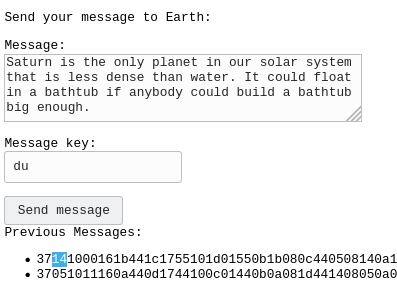 Send your message to Earth:
Message:
Saturn is the only planet in our solar system
that is less dense than water. It could float
in a bathtub if anybody could build a bathtub
big enough.
Message key:
du
Send message
Previous Messages:
37141000161b441c1755101d01550b1b080c440508140a1
37051011160a440d1744100c01440b0a081d441408050a0